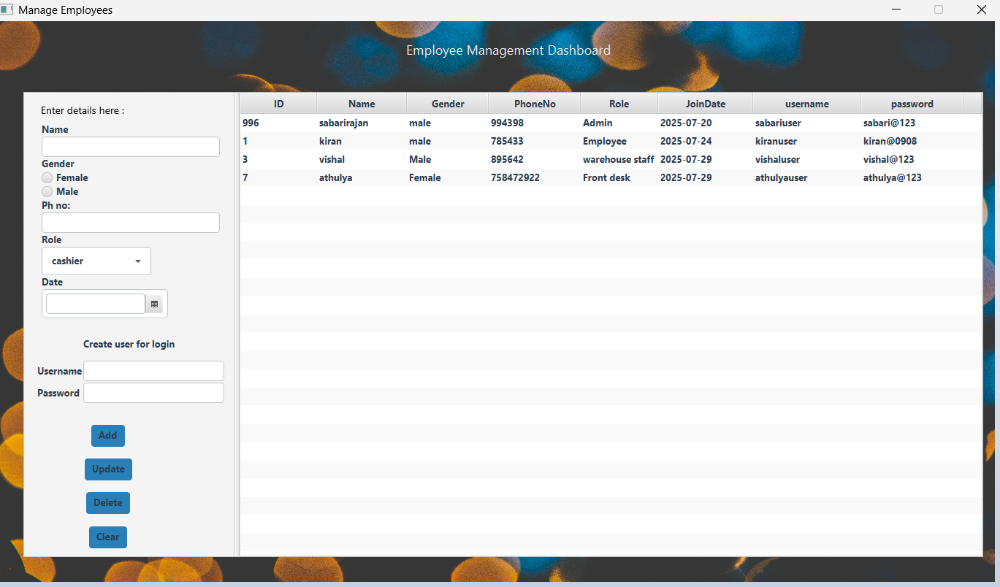 Manage Employees
Employee Management Dashboard
Enter details here :
Name
Gender
Female
Male
Ph no:
Role
cashier
Date
Create user for login
Username
Password
Add
Update
Delete
Clear
ID Name Gender PhoneNo Role JoinDate username password
996 sabarirajan male 994398 Admin 2025-07-20 sabariuser sabari@123
1 kiran male 785433 Employee 2025-07-24 kiranuser kiran@0908
3 vishal Male 895642 warehouse staff 2025-07-29 vishaluser vishal@123
7 athulya Female 758472922 Front desk 2025-07-29 athulyauser athulya@123